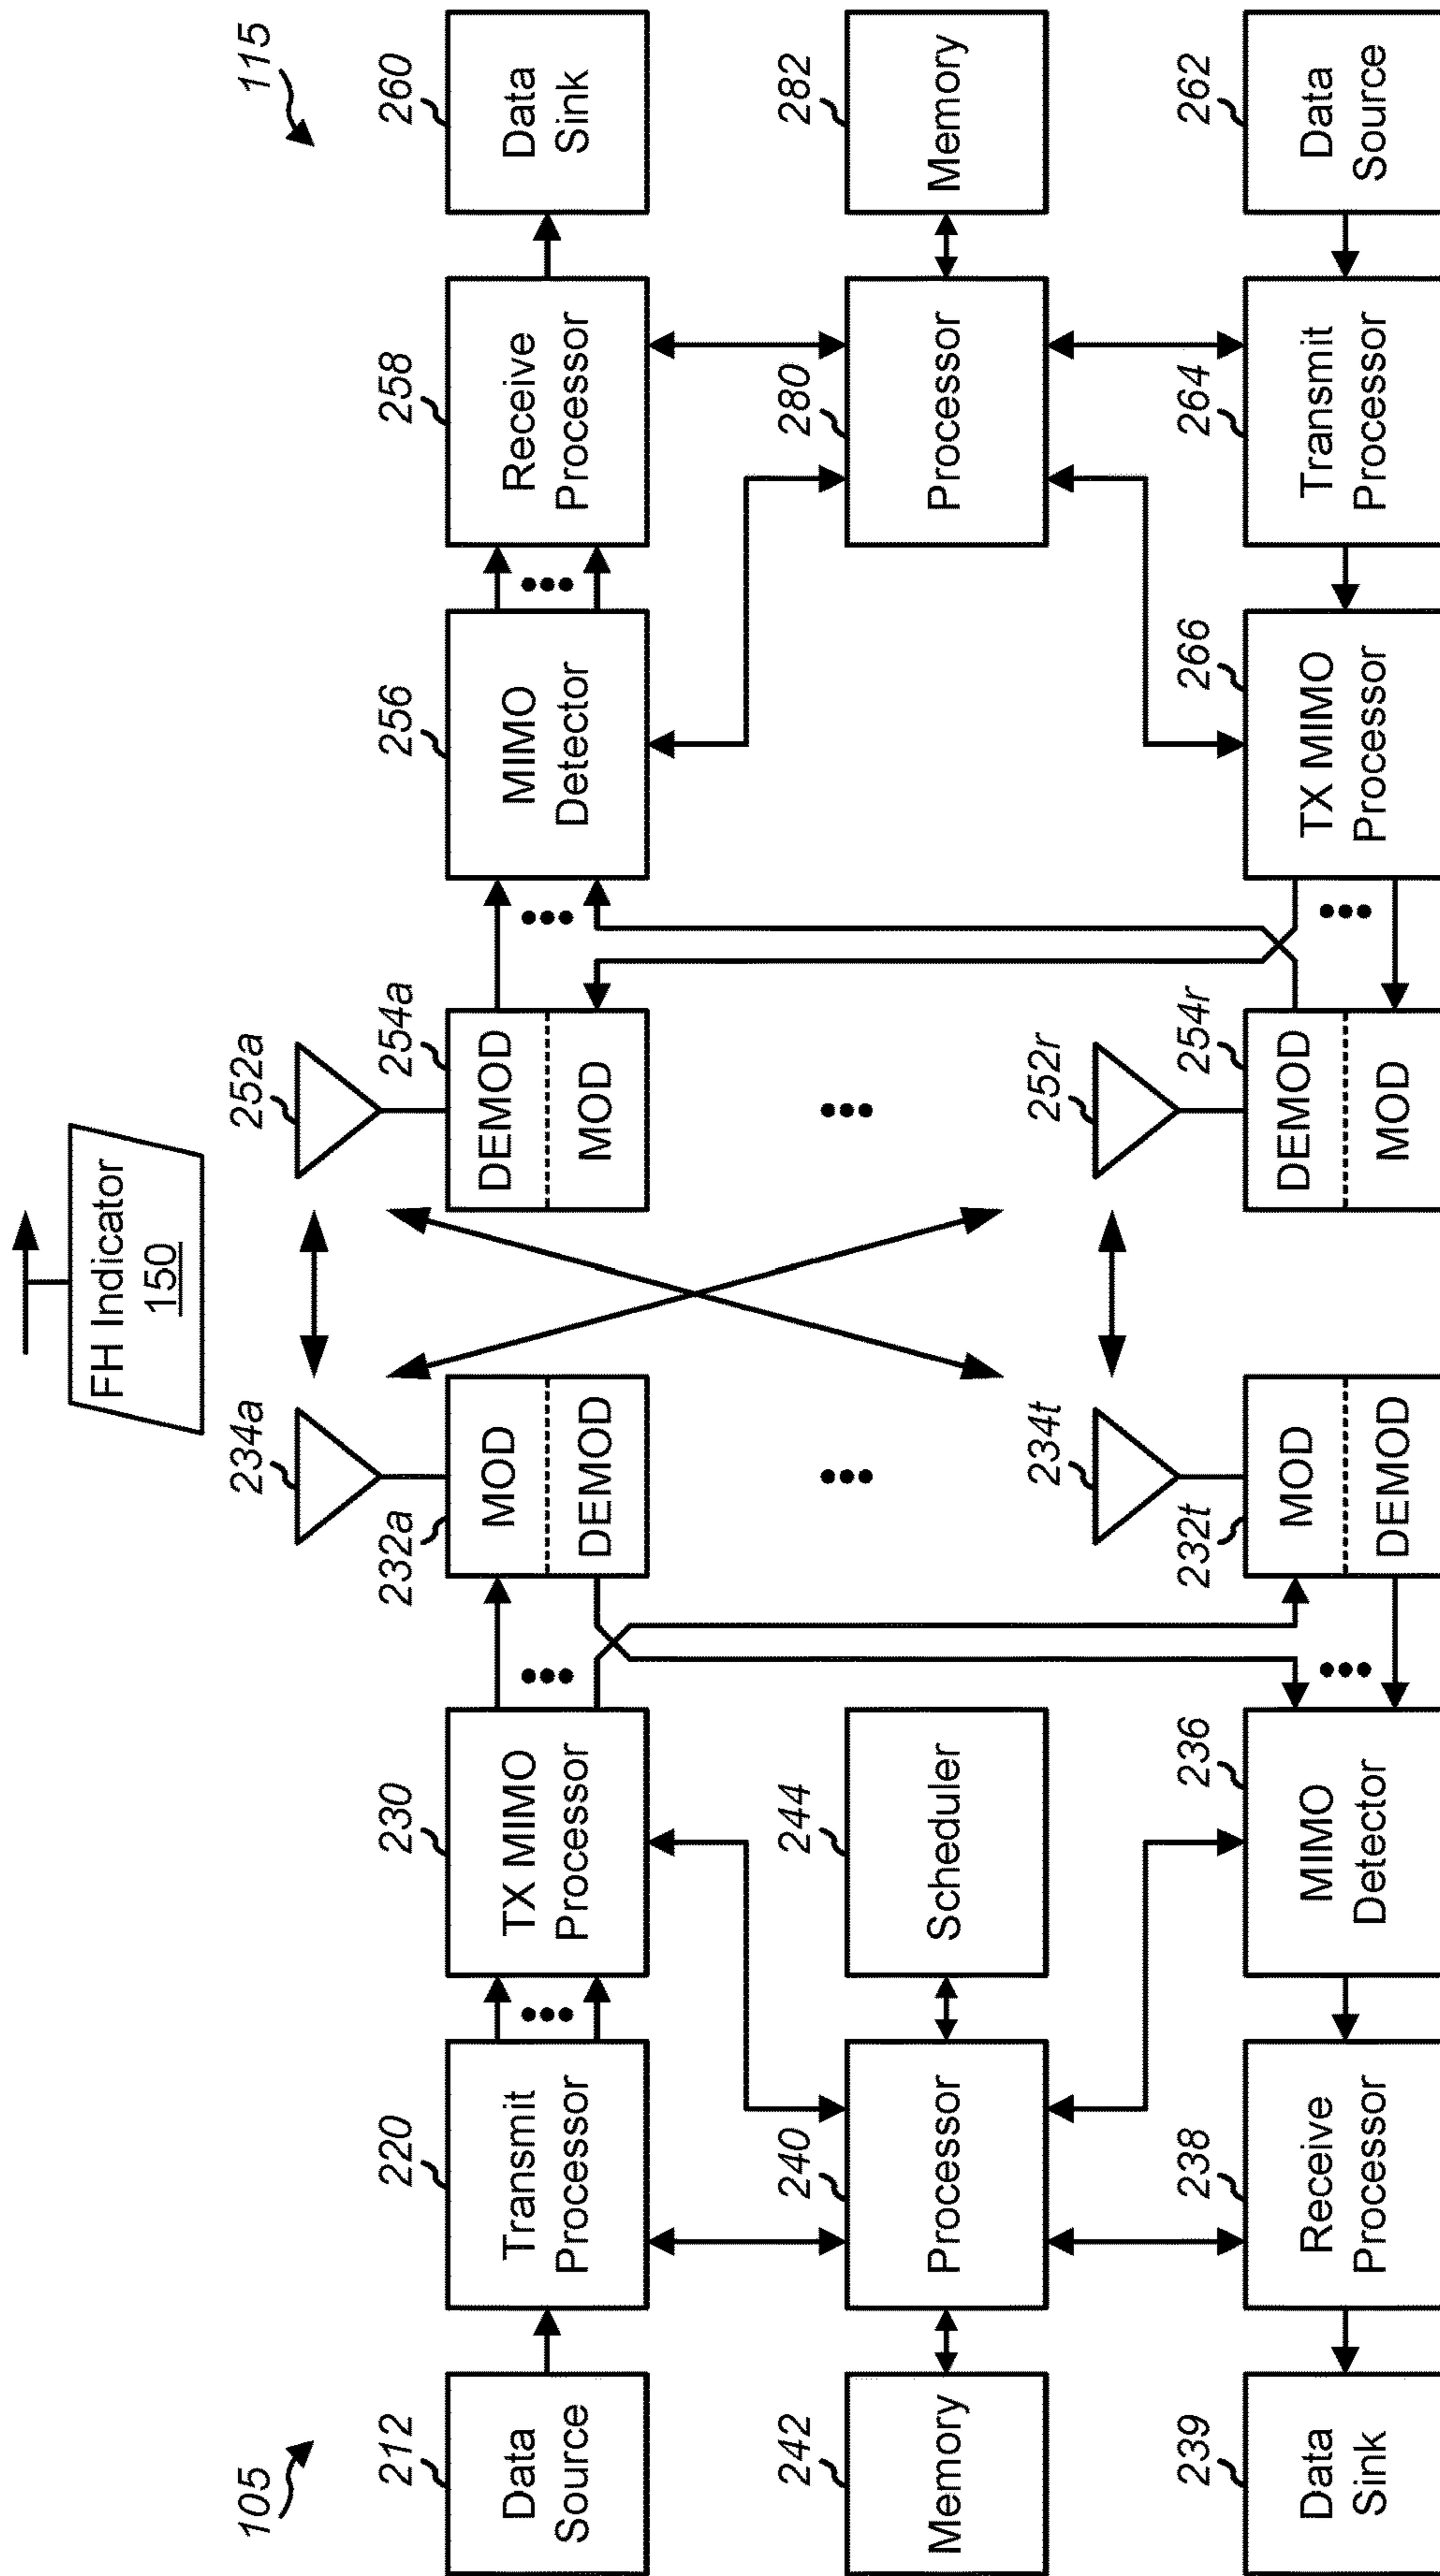 FH Indicator
150
105
115
212
Data
Source
220
Transmit
Processor
230
TX MIMO
Processor
234a
232a
MOD
DEMOD
252a
254a
DEMOD
MOD
256
MIMO
Detector
258
Receive
Processor
260
Data
Sink
242
Memory
240
Processor
244
Scheduler
280
Processor
282
Memory
239
Data
Sink
238
Receive
Processor
236
MIMO
Detector
234t
232t
MOD
DEMOD
252r
254r
DEMOD
MOD
266
TX MIMO
Processor
264
Transmit
Processor
262
Data
Source